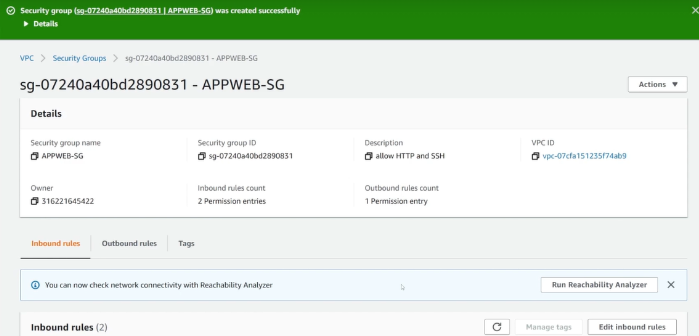 Security group (sg-07240a40bd2890831 | APPWEB-SG) was created successfully
Details
VPC > Security Groups > sg-07240a40bd2890831 - APPWEB-SG
sg-07240a40bd2890831 - APPWEB-SG
Actions
Details
Security group name
APPWEB-SG
Security group ID
sg-07240a40bd2890831
Description
allow HTTP and SSH
VPC ID
vpc-07cfa151235f74ab9
Owner
316221645422
Inbound rules count
2 Permission entries
Outbound rules count
1 Permission entry
Inbound rules
Outbound rules
Tags
You can now check network connectivity with Reachability Analyzer
Run Reachability Analyzer
Inbound rules (2)
Manage tags
Edit inbound rules